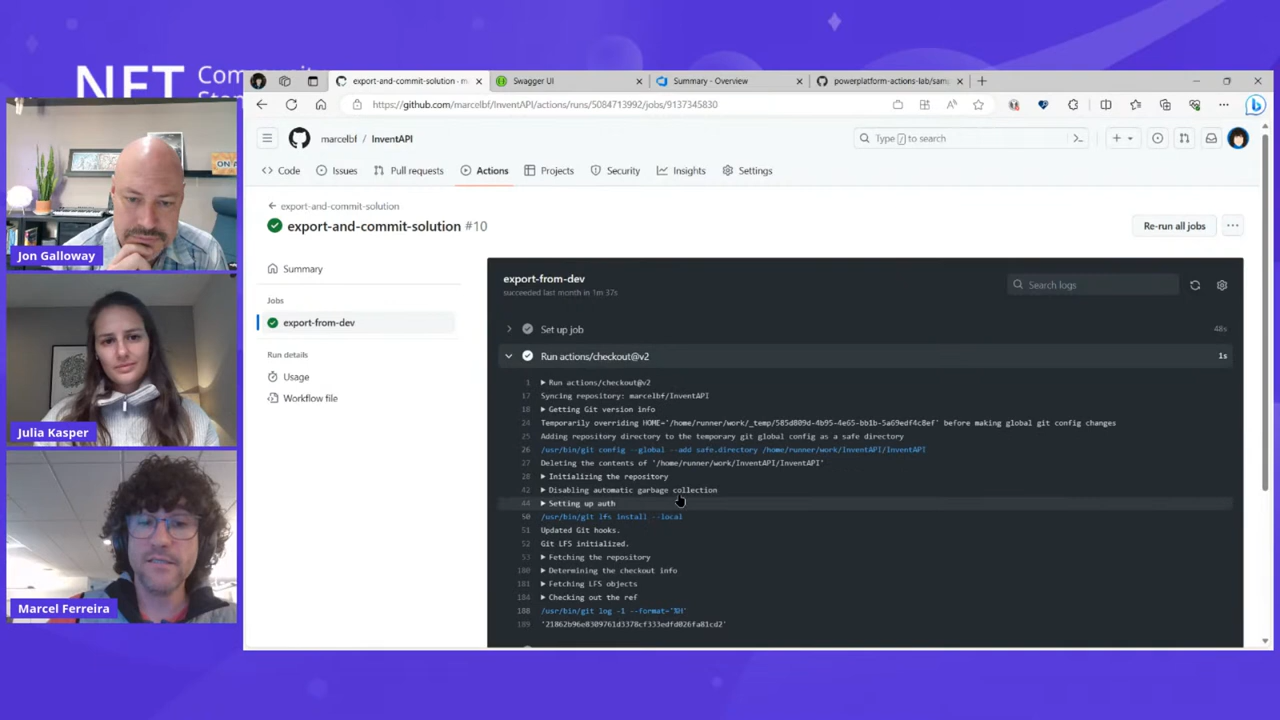 .NET Community
Jon Galloway
Julia Kasper
Marcel Ferreira
export-and-commit-solution - m
Swagger UI
Summary - Overview
powerplatform-actions-lab/sam
https://github.com/marcelbf/InventAPI/actions/runs/5084713992/jobs/9137345830
marcelbf / InventAPI
Type / to search
Code
Issues
Pull requests
Actions
Projects
Security
Insights
Settings
export-and-commit-solution
export-and-commit-solution #10
Re-run all jobs
Summary
Jobs
export-from-dev
Run details
Usage
Workflow file
export-from-dev
succeeded last month in 1m 37s
Search logs
Set up job
48s
Run actions/checkout@v2
1s
1 Run actions/checkout@v2
17 Syncing repository: marcelbf/InventAPI
18 Getting Git version info
24 Temporarily overriding HOME='/home/runner/work/_temp/585d809d-4b95-4e65-bb1b-5a69edf4c8ef' before making global git config changes
25 Adding repository directory to the temporary git global config as a safe directory
26 /usr/bin/git config --global --add safe.directory /home/runner/work/InventAPI/InventAPI
27 Deleting the contents of '/home/runner/work/InventAPI/InventAPI'
28 Initializing the repository
42 Disabling automatic garbage collection
44 Setting up auth
50 /usr/bin/git lfs install --local
51 Updated Git hooks.
52 Git LFS initialized.
53 Fetching the repository
180 Determining the checkout info
181 Fetching LFS objects
184 Checking out the ref
188 /usr/bin/git log -1 --format='%H'
189 '21862b96e8309761d3378cf333edfd026fa81cd2'